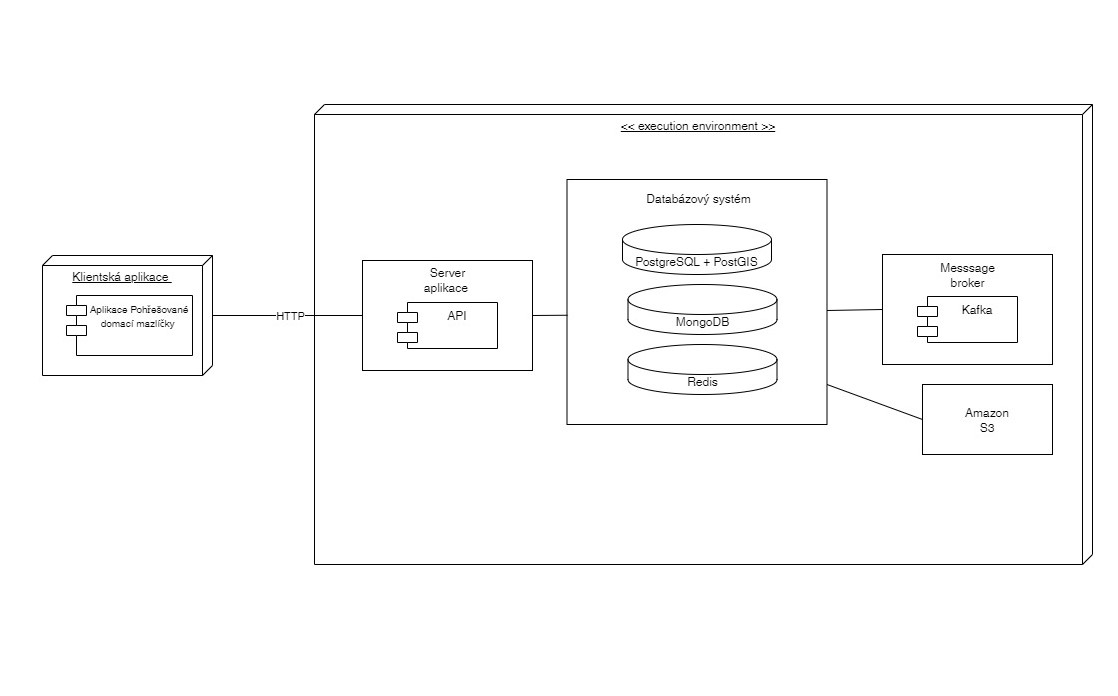 << execution environment >>
Klientská aplikace
Aplikace Pohřešované
domací mazlíčky
HTTP
Server
aplikace
API
Databázový systém
PostgreSQL + PostGIS
MongoDB
Redis
Messsage
broker
Kafka
Amazon
S3